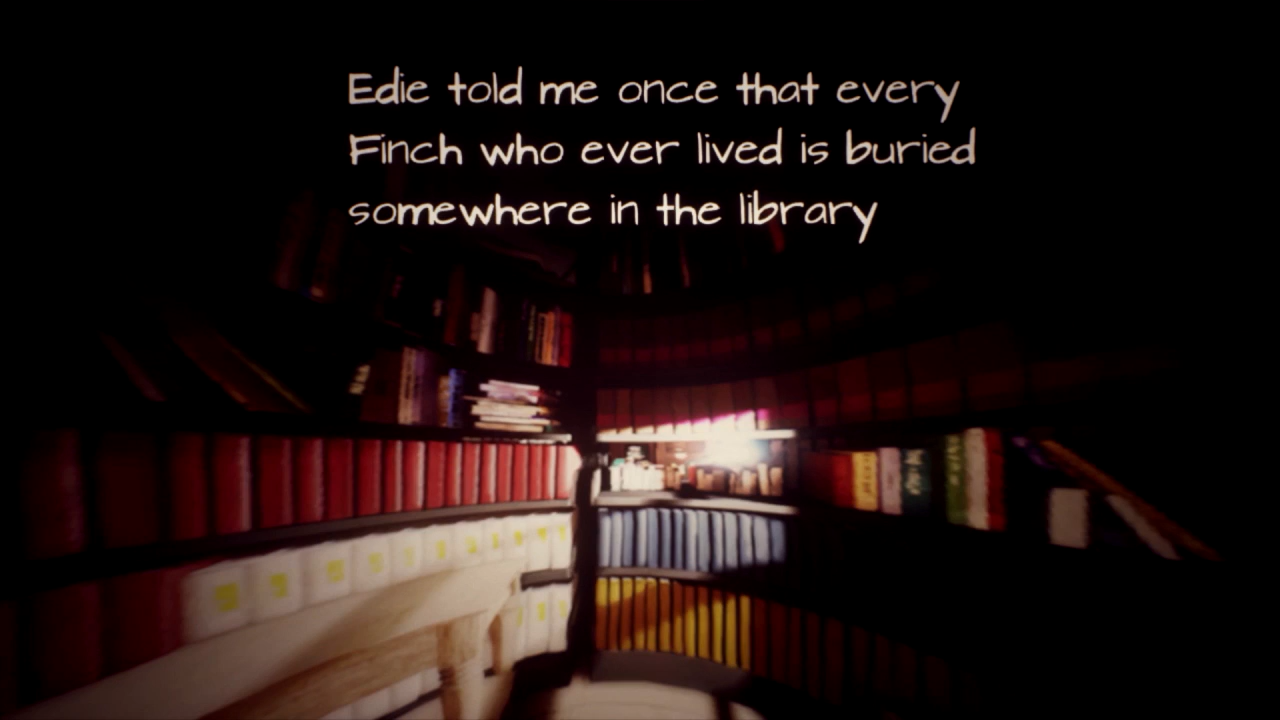 Edie told me once that every
Finch who ever lived is buried
somewhere in the library